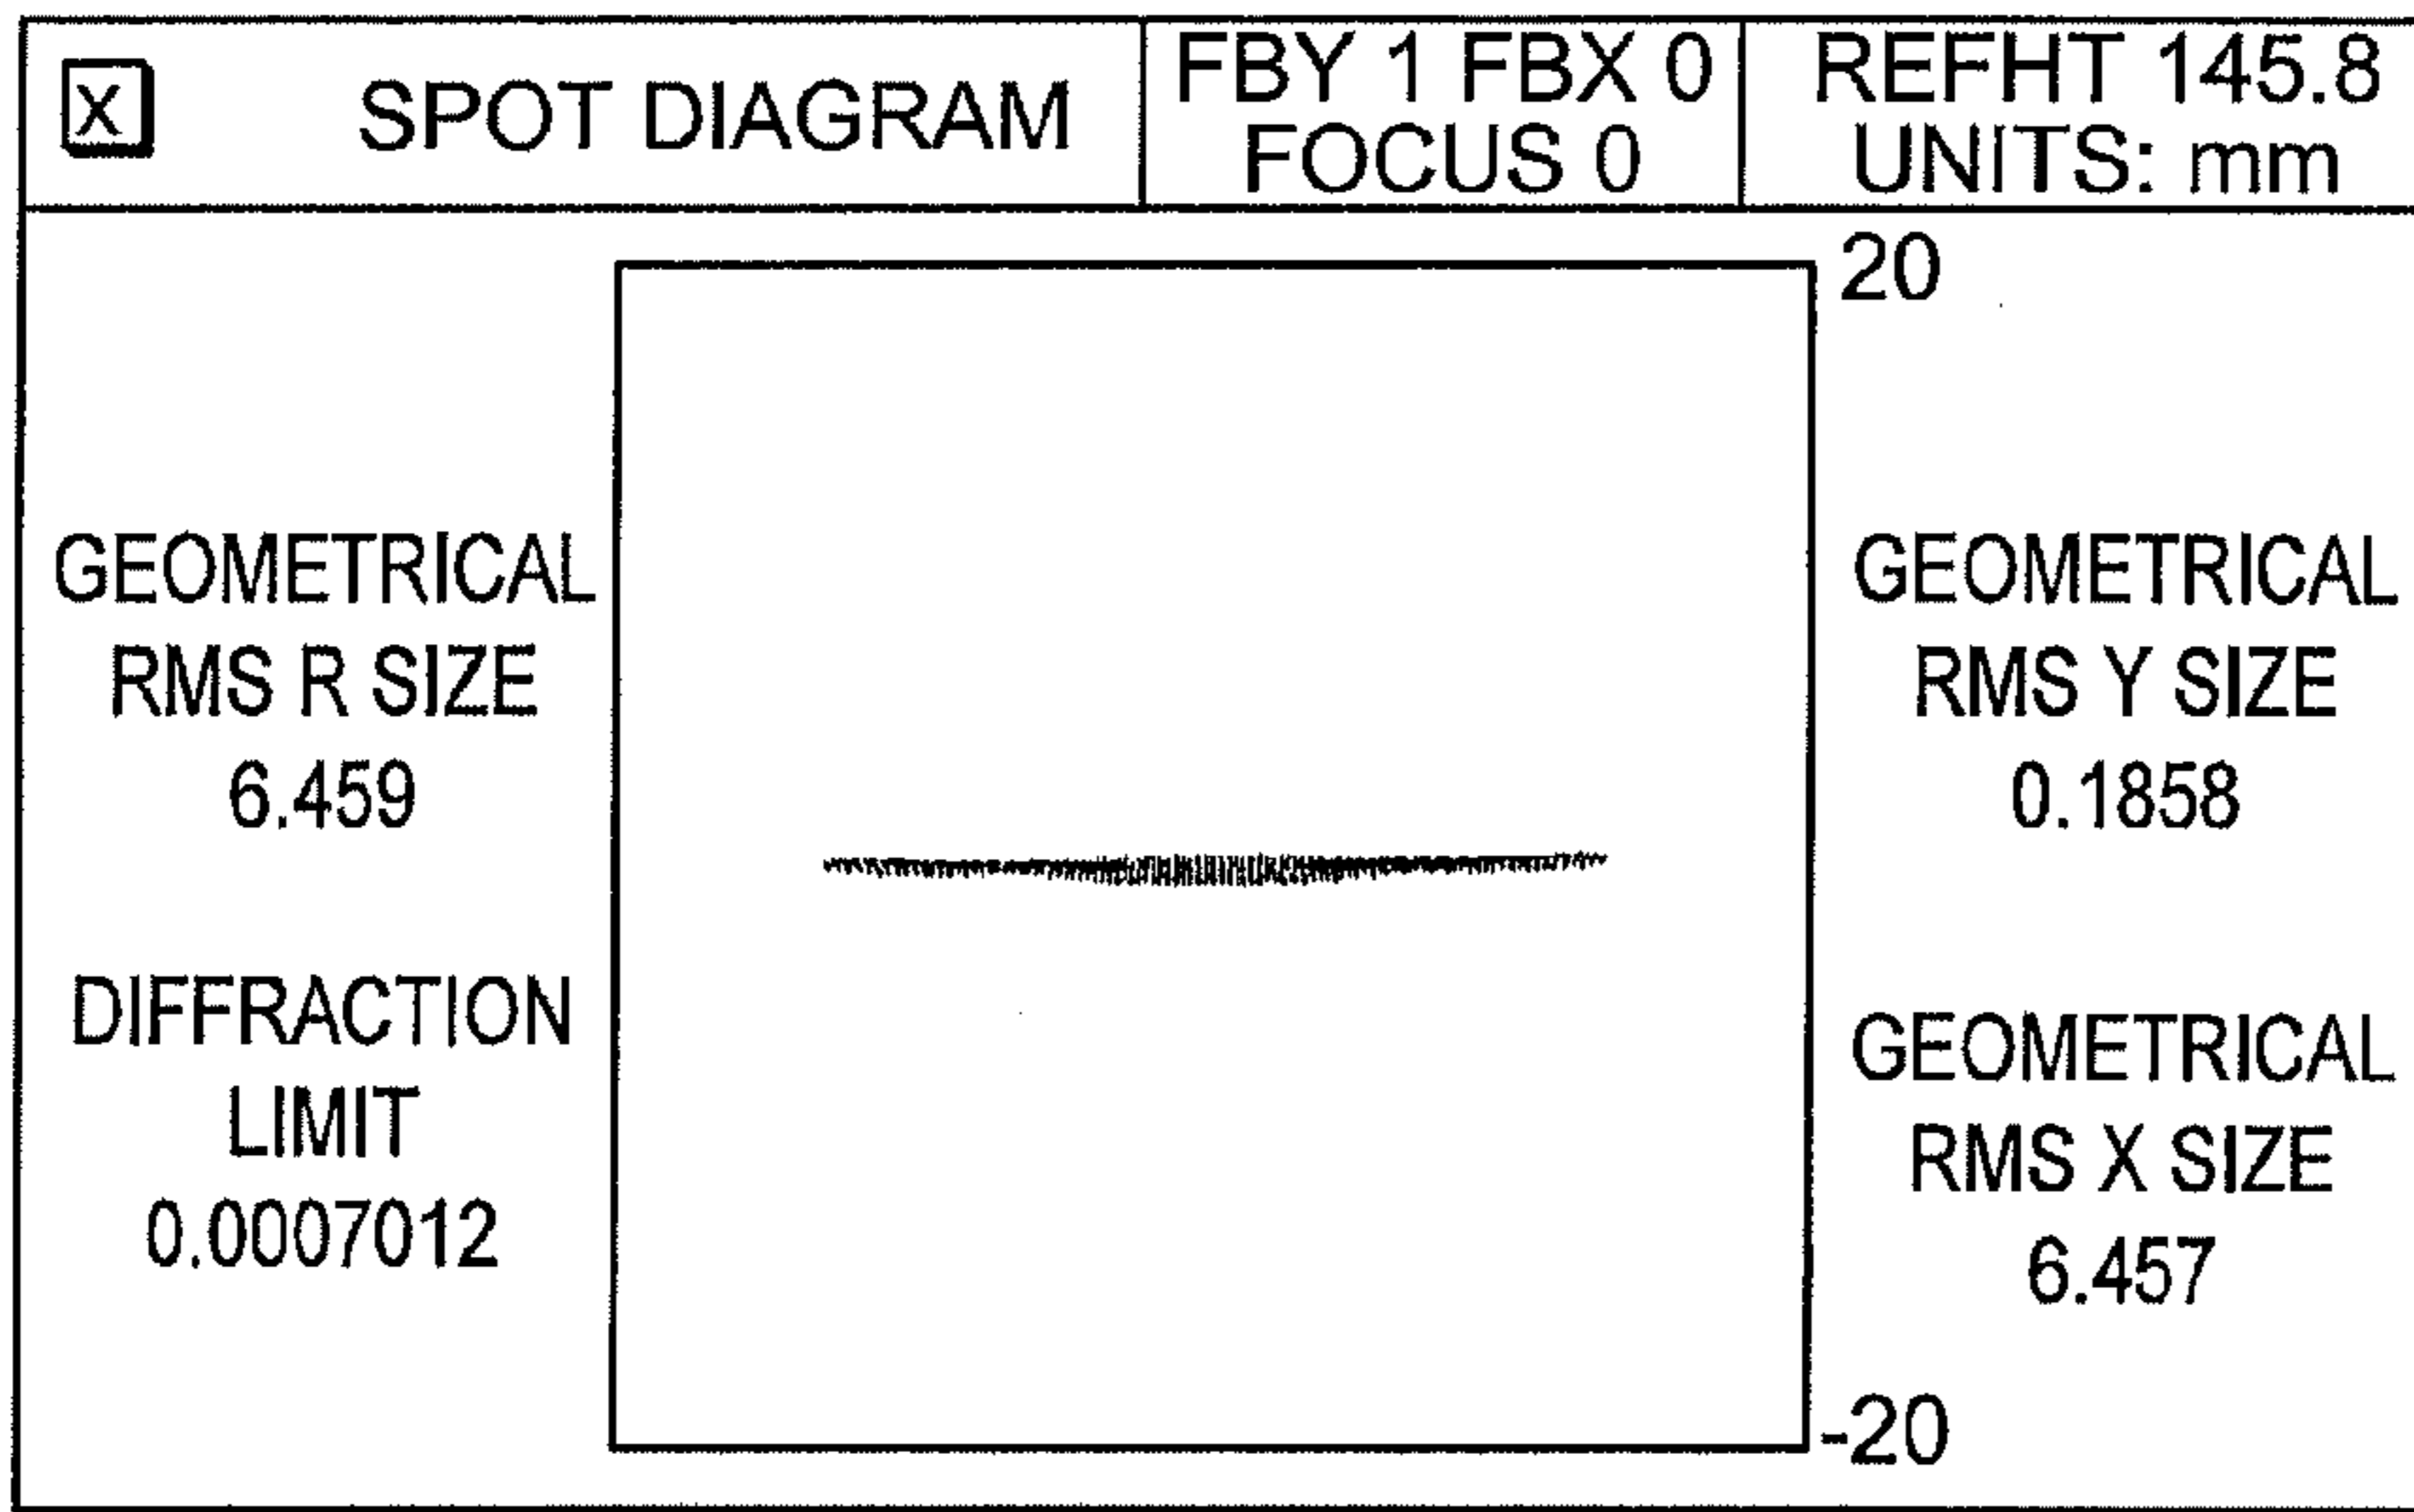 X SPOT DIAGRAM
FBY 1 FBX 0
FOCUS 0
REFHT 145.8
UNITS: mm
20
GEOMETRICAL
RMS R SIZE
6.459
DIFFRACTION
LIMIT
0.0007012
GEOMETRICAL
RMS Y SIZE
0.1858
GEOMETRICAL
RMS X SIZE
6.457
-20